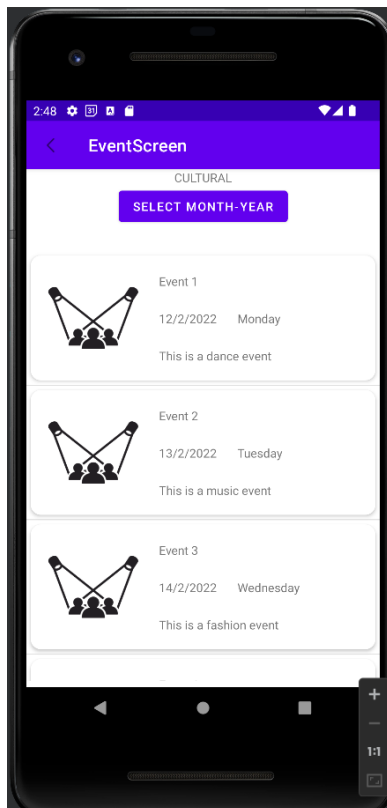 2:48
31
A
EventScreen
CULTURAL
SELECT MONTH-YEAR
Event 1
12/2/2022 Monday
This is a dance event
Event 2
13/2/2022 Tuesday
This is a music event
Event 3
14/2/2022 Wednesday
This is a fashion event
1:1